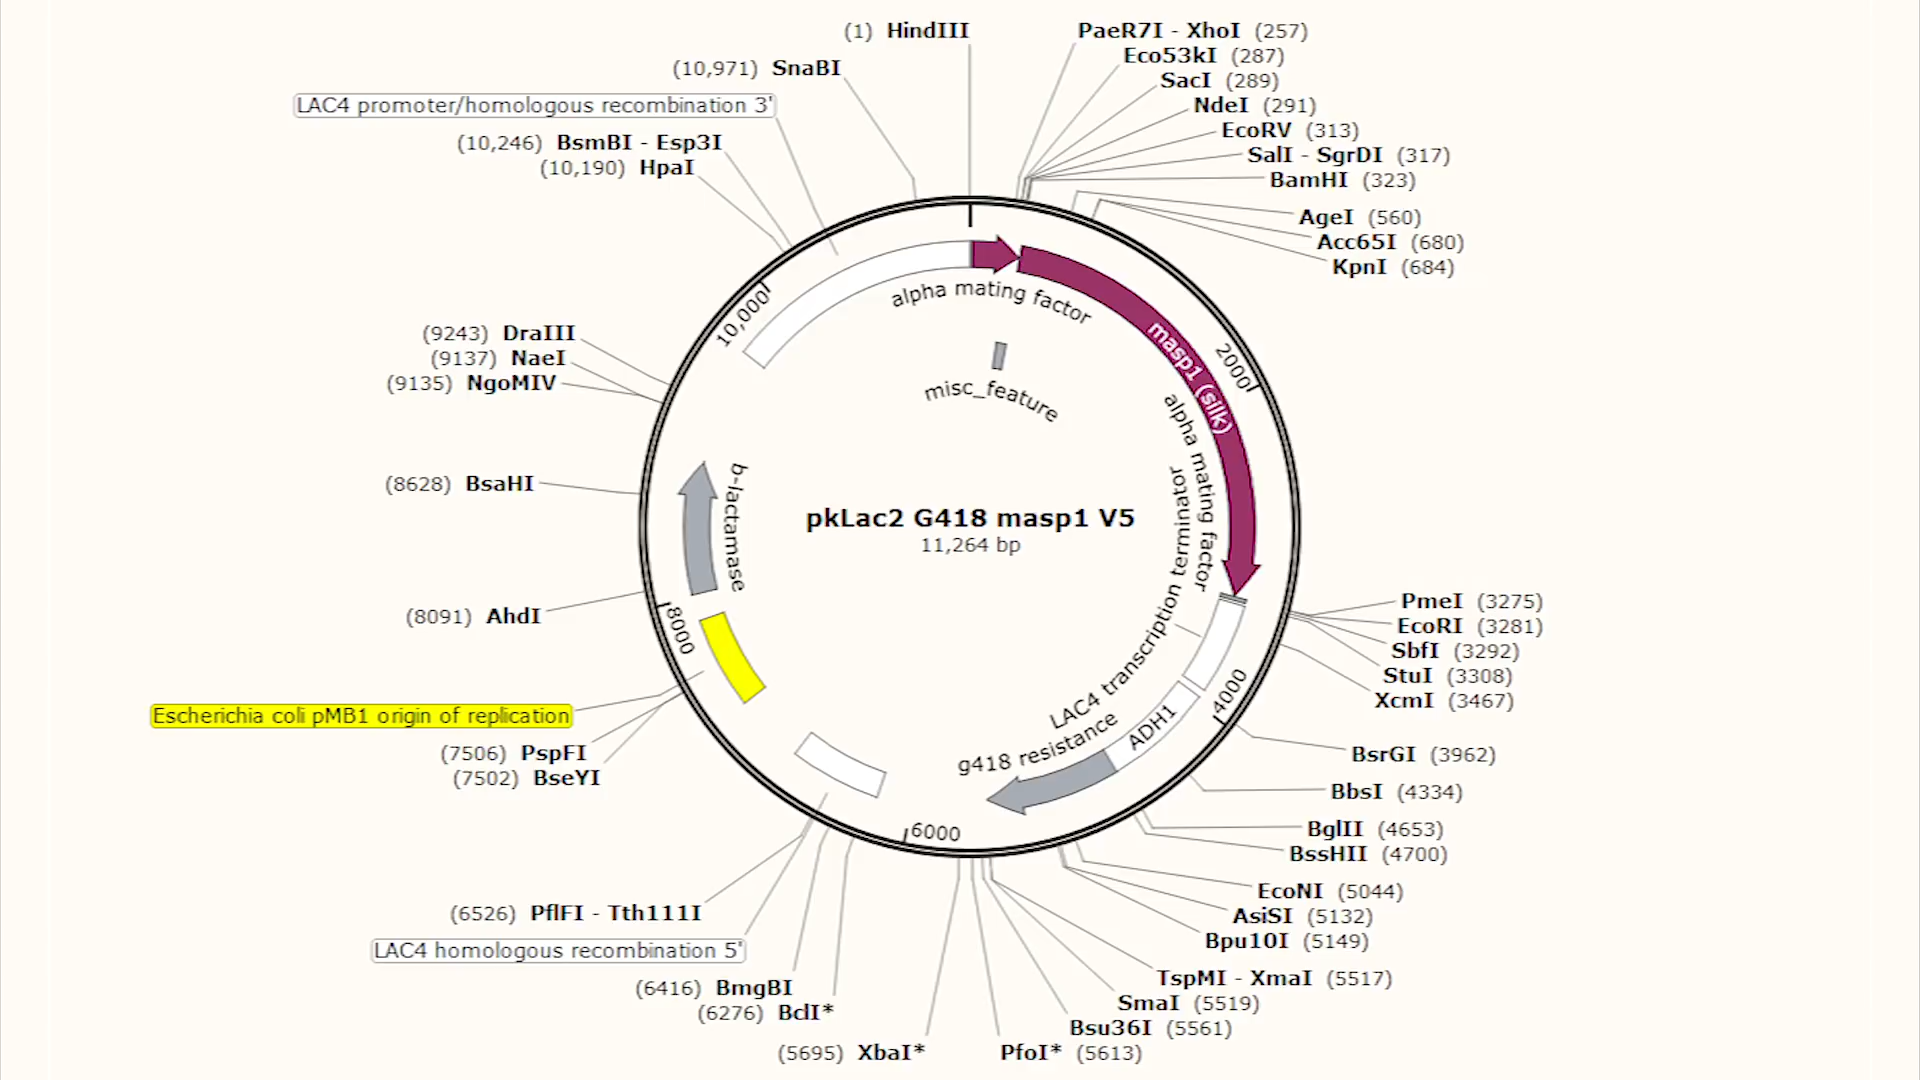 (1) HindIII
PaeR7I - XhoI (257)
Eco53kI (287)
SacI (289)
NdeI (291)
EcoRV (313)
SalI - SgrDI (317)
BamHI (323)
AgeI (560)
Acc65I (680)
KpnI (684)
(10,971) SnaBI
LAC4 promoter/homologous recombination 3'
(10,246) BsmBI - Esp3I
(10,190) HpaI
10,000
(9243) DraIII
(9137) NaeI
(9135) NgoMIV
(8628) BsaHI
(8091) AhdI
8000
Escherichia coli pMB1 origin of replication
(7506) PspFI
(7502) BseYI
(6526) PflFI - Tth111I
LAC4 homologous recombination 5'
(6416) BmgBI
(6276) BclI*
(5695) XbaI*
alpha mating factor
misc_feature
masp1 (silk)
2000
alpha mating factor
LAC4 transcription terminator
b-lactamase
pkLac2 G418 masp1 V5
11,264 bp
g418 resistance
ADH1
4000
6000
PmeI (3275)
EcoRI (3281)
SbfI (3292)
StuI (3308)
XcmI (3467)
BsrGI (3962)
BbsI (4334)
BglII (4653)
BssHII (4700)
EcoNI (5044)
AsiSI (5132)
Bpu10I (5149)
TspMI - XmaI (5517)
SmaI (5519)
Bsu36I (5561)
PfoI* (5613)